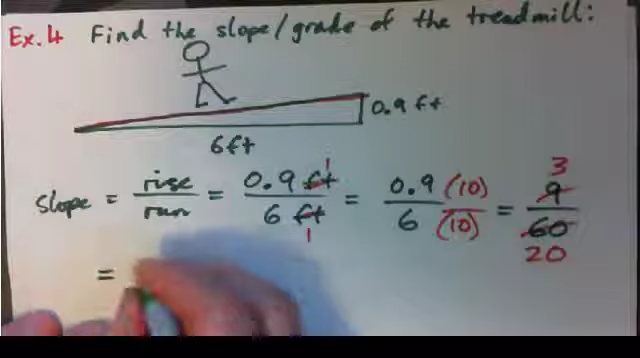 Ex.4 Find the slope/grade of the treadmill:
0.9 ft
6ft
slope = rise/run = 0.9 ft/6 ft = 0.9 (10)/6 (10) = 9/60
1 1 3 20
=